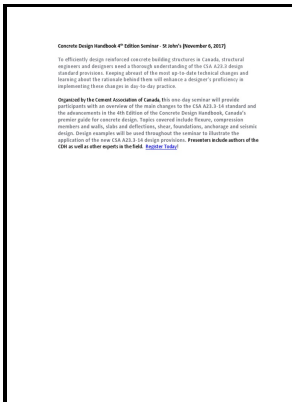 Concrete Design Handbook 4th Edition Seminar - St John's [November 6, 2017]
To efficiently design reinforced concrete building structures in Canada, structural
engineers and designers need a thorough understanding of the CSA A23.3 design
standard provisions. Keeping abreast of the most up-to-date technical changes and
learning about the rationale behind them will enhance a designer's proficiency in
implementing these changes in day-to-day practice.
Organized by the Cement Association of Canada, this one day seminar will provide
participants with an overview of the main changes to the CSA A23.3-14 standard and
the advancements in the 4th Edition of the Concrete Design Handbook, Canada's
premier guide for concrete design. Topics covered include flexure, compression
members and walls, slabs and deflections, shear, foundations, anchorage and seismic
design. Design examples will be used throughout the seminar to illustrate the
application of the new CSA A23.3-14 design provisions. Presenters include authors of the
CDH as well as other experts in the field. Register Today!